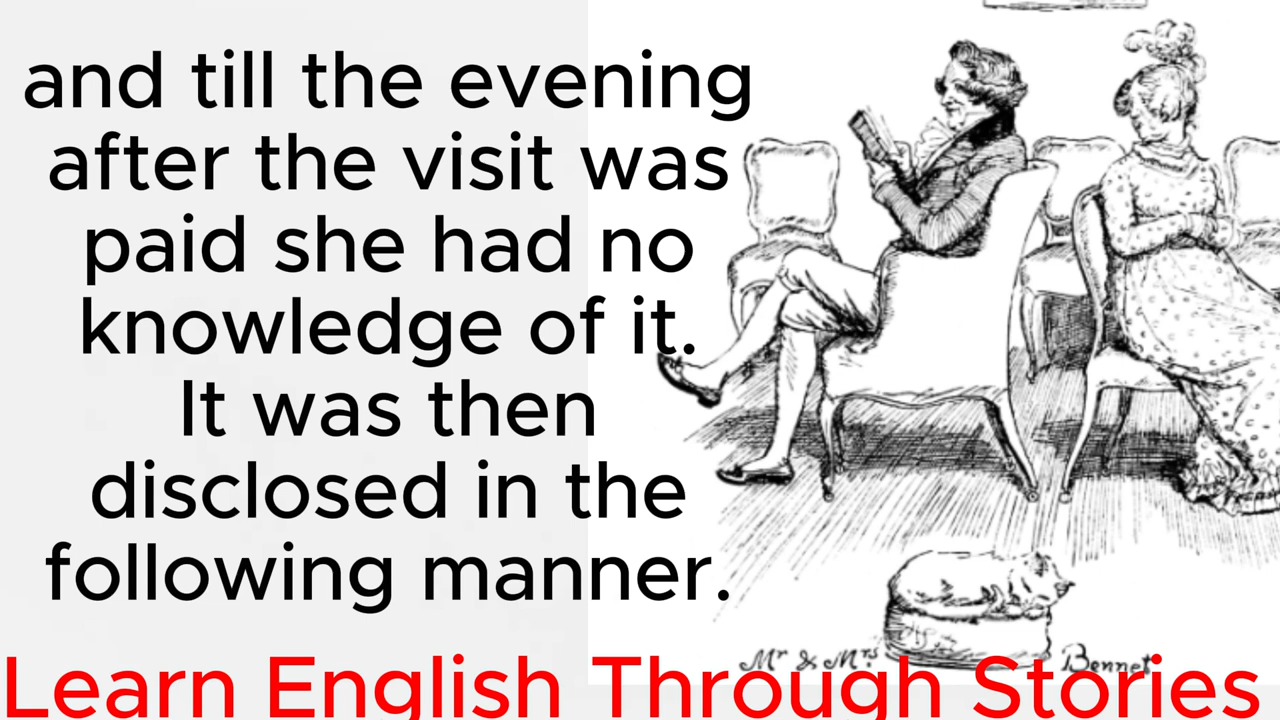 and till the evening
after the visit was
paid she had no
knowledge of it.
It was then
disclosed in the
following manner.
Mr & Mrs Bennet
Learn English Through Stories